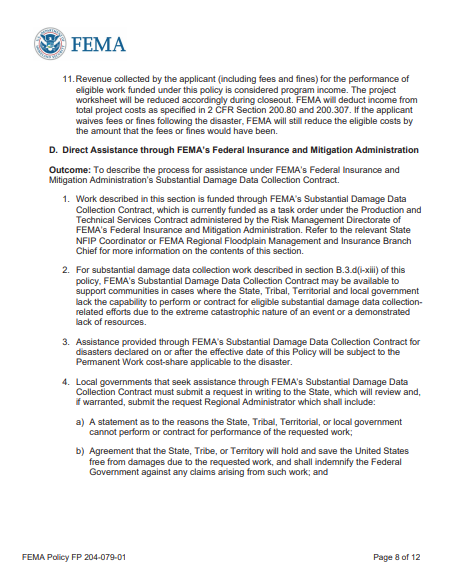 FEMA
11. Revenue collected by the applicant (including fees and fines) for the performance of
eligible work funded under this policy is considered program income. The project
worksheet will be reduced accordingly during closeout. FEMA will deduct income from
total project costs as specified in 2 CFR Section 200.80 and 200.307. If the applicant
waives fees or fines following the disaster, FEMA will still reduce the eligible costs by
the amount that the fees or fines would have been.
D. Direct Assistance through FEMA's Federal Insurance and Mitigation Administration
Outcome: To describe the process for assistance under FEMA's Federal Insurance and
Mitigation Administration's Substantial Damage Data Collection Contract.
1. Work described in this section is funded through FEMA's Substantial Damage Data
Collection Contract, which is currently funded as a task order under the Production and
Technical Services Contract administered by the Risk Management Directorate of
FEMA's Federal Insurance and Mitigation Administration. Refer to the relevant State
NFIP Coordinator or FEMA Regional Floodplain Management and Insurance Branch
Chief for more information on the contents of this section.
2. For substantial damage data collection work described in section B.3.d(i-xiii) of this
policy, FEMA's Substantial Damage Data Collection Contract may be available to
support communities in cases where the State, Tribal, Territorial and local government
lack the capability to perform or contract for eligible substantial damage data collection-
related efforts due to the extreme catastrophic nature of an event or a demonstrated
lack of resources.
3. Assistance provided through FEMA's Substantial Damage Data Collection Contract for
disasters declared on or after the effective date of this Policy will be subject to the
Permanent Work cost-share applicable to the disaster.
4. Local governments that seek assistance through FEMA's Substantial Damage Data
Collection Contract must submit a request in writing to the State, which will review and,
if warranted, submit the request Regional Administrator which shall include:
a) A statement as to the reasons the State, Tribal, Territorial, or local government
cannot perform or contract for performance of the requested work;
b) Agreement that the State, Tribe, or Territory will hold and save the United States
free from damages due to the requested work, and shall indemnify the Federal
Government against any claims arising from such work; and
FEMA Policy FP 204-079-01
Page 8 of 12